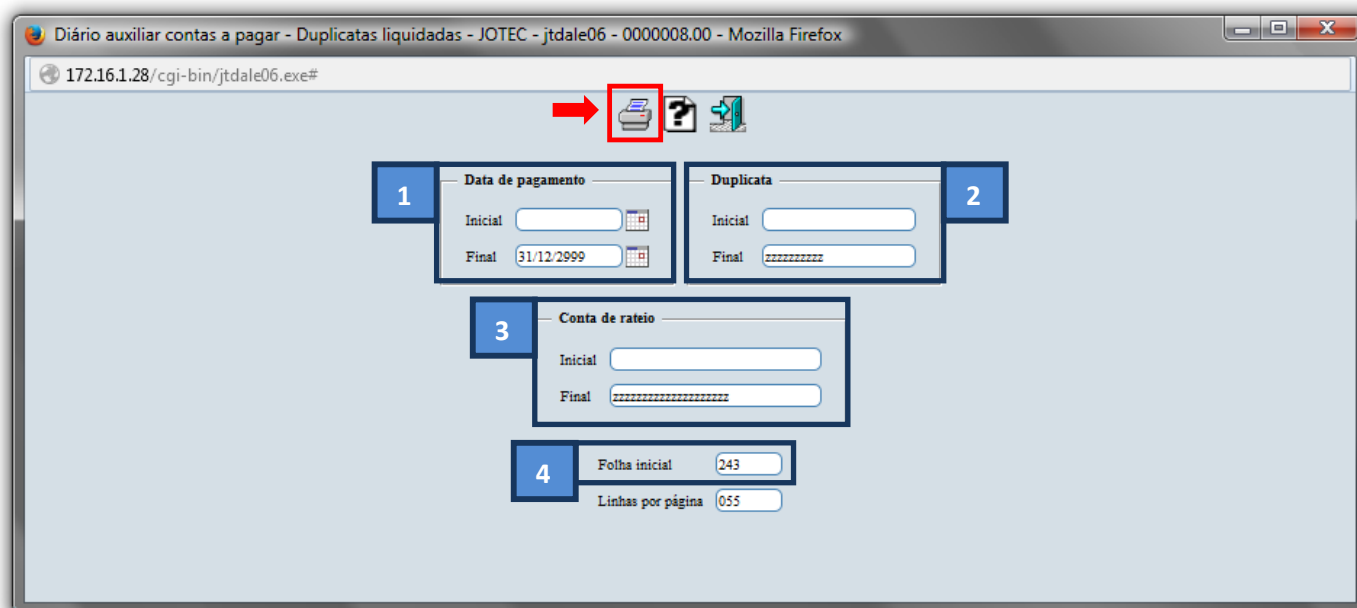 Diário auxiliar contas a pagar - Duplicatas liquidadas - JOTEC - jtdale06 - 0000008.00 - Mozilla Firefox
172.16.1.28/cgi-bin/jtdale06.exe#
1
Data de pagamento
Inicial
Final 31/12/2999
Duplicata
Inicial
Final zzzzzzzzzz
2
3
Conta de rateio
Inicial
Final zzzzzzzzzzzzzzzzzzzz
4
Folha inicial 243
Linhas por página 055